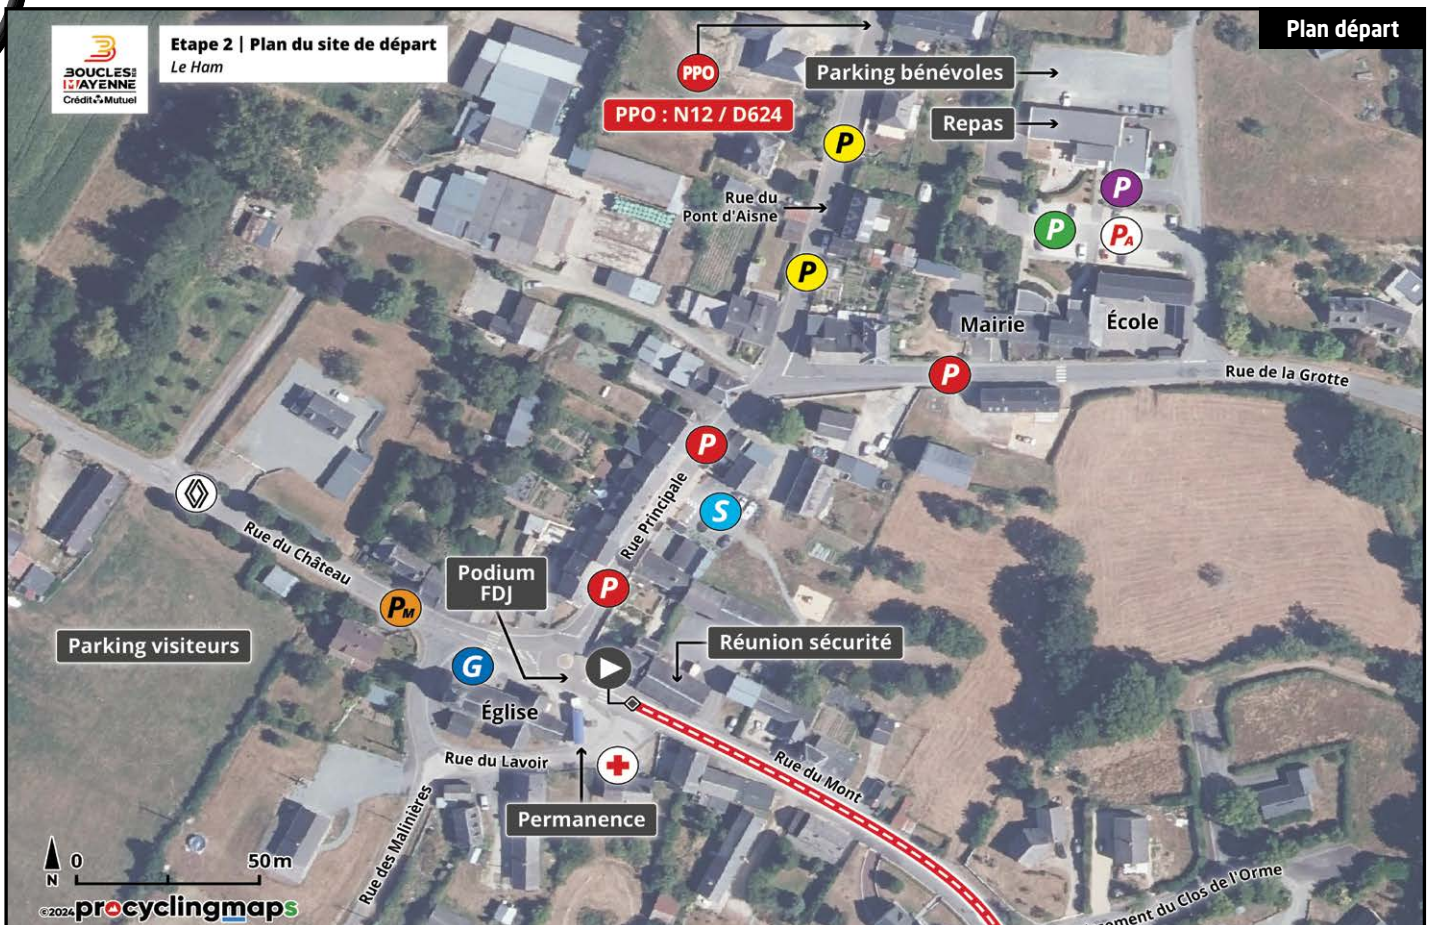 Plan départ
BOUCLES DE LA
MAYENNE
Crédit Mutuel
Etape 2 | Plan du site de départ
Le Ham
PPO
PPO : N12 / D624
Parking bénévoles
Repas
P
P
Rue du
Pont d'Aisne
P
PA
P
Mairie
École
P
Rue de la Grotte
P
Rue Principale
S
Rue du Château
Podium
FDJ
P
PM
Parking visiteurs
G
Réunion sécurité
Église
Rue du Lavoir
Rue du Mont
Permanence
Rue des Malinières
ement du Clos de l'Orme
N
0
50 m
©2024 procyclingmaps